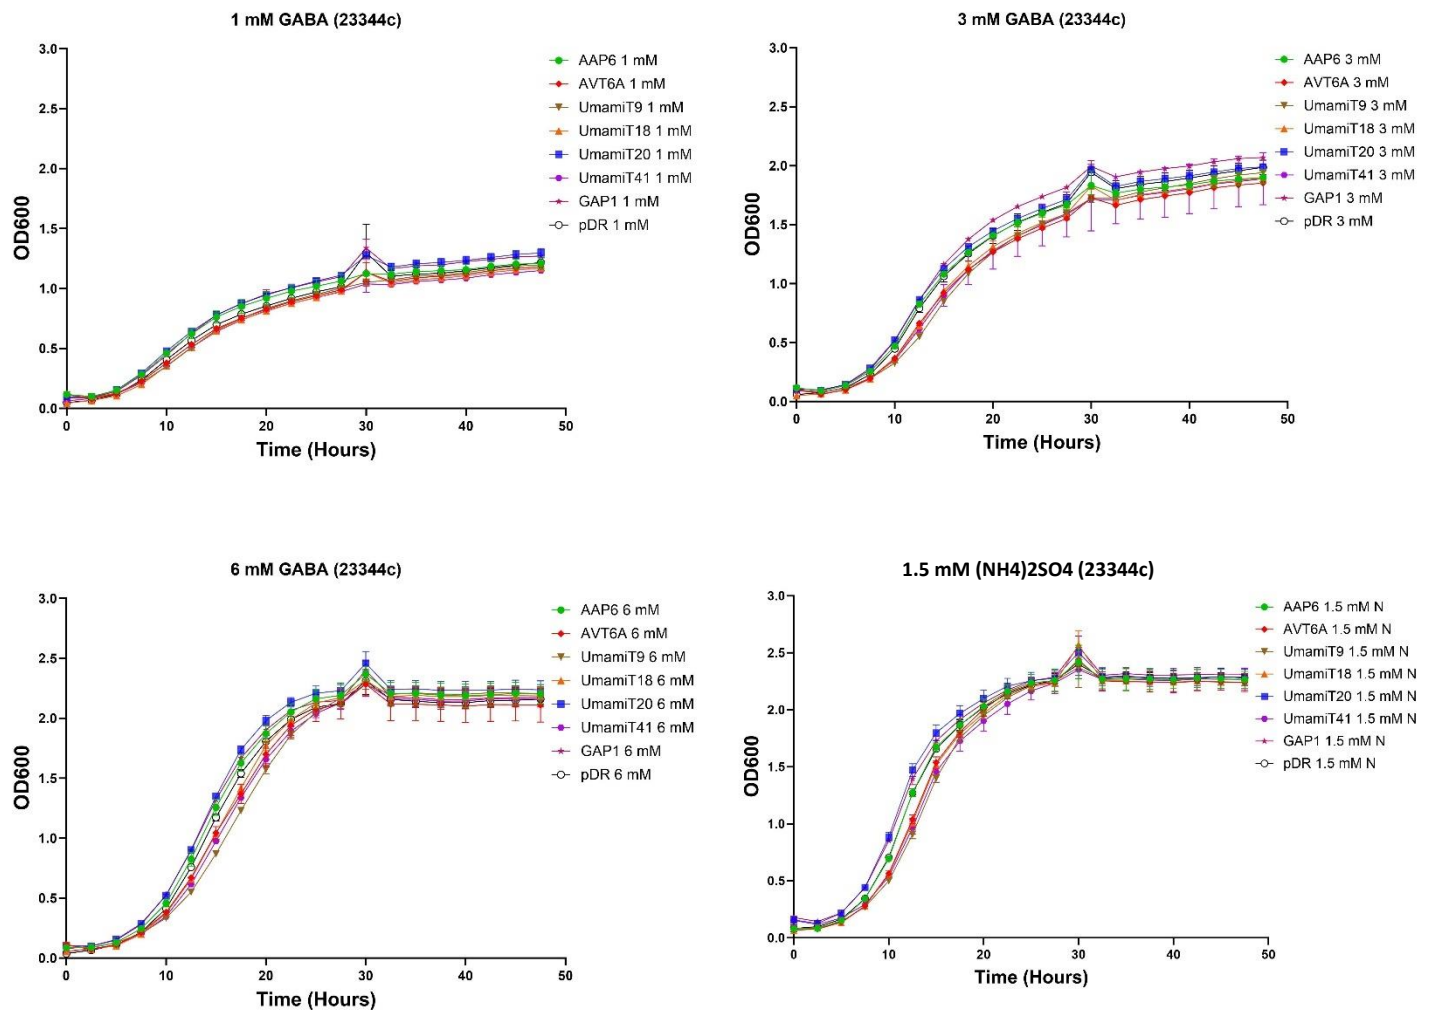 1 mM GABA (23344c)
OD600
3.0
2.5
2.0
1.5
1.0
0.5
0.0
0 10 20 30 40 50
Time (Hours)
AAP6 1 mM
AVT6A 1 mM
UmamiT9 1 mM
UmamiT18 1 mM
UmamiT20 1 mM
UmamiT41 1 mM
GAP1 1 mM
pDR 1 mM
3 mM GABA (23344c)
OD600
3.0
2.5
2.0
1.5
1.0
0.5
0.0
0 10 20 30 40 50
Time (Hours)
AAP6 3 mM
AVT6A 3 mM
UmamiT9 3 mM
UmamiT18 3 mM
UmamiT20 3 mM
UmamiT41 3 mM
GAP1 3 mM
pDR 3 mM
6 mM GABA (23344c)
OD600
3.0
2.5
2.0
1.5
1.0
0.5
0.0
0 10 20 30 40 50
Time (Hours)
AAP6 6 mM
AVT6A 6 mM
UmamiT9 6 mM
UmamiT18 6 mM
UmamiT20 6 mM
UmamiT41 6 mM
GAP1 6 mM
pDR 6 mM
1.5 mM (NH4)2SO4 (23344c)
OD600
3.0
2.5
2.0
1.5
1.0
0.5
0.0
0 10 20 30 40 50
Time (Hours)
AAP6 1.5 mM N
AVT6A 1.5 mM N
UmamiT9 1.5 mM N
UmamiT18 1.5 mM N
UmamiT20 1.5 mM N
UmamiT41 1.5 mM N
GAP1 1.5 mM N
pDR 1.5 mM N